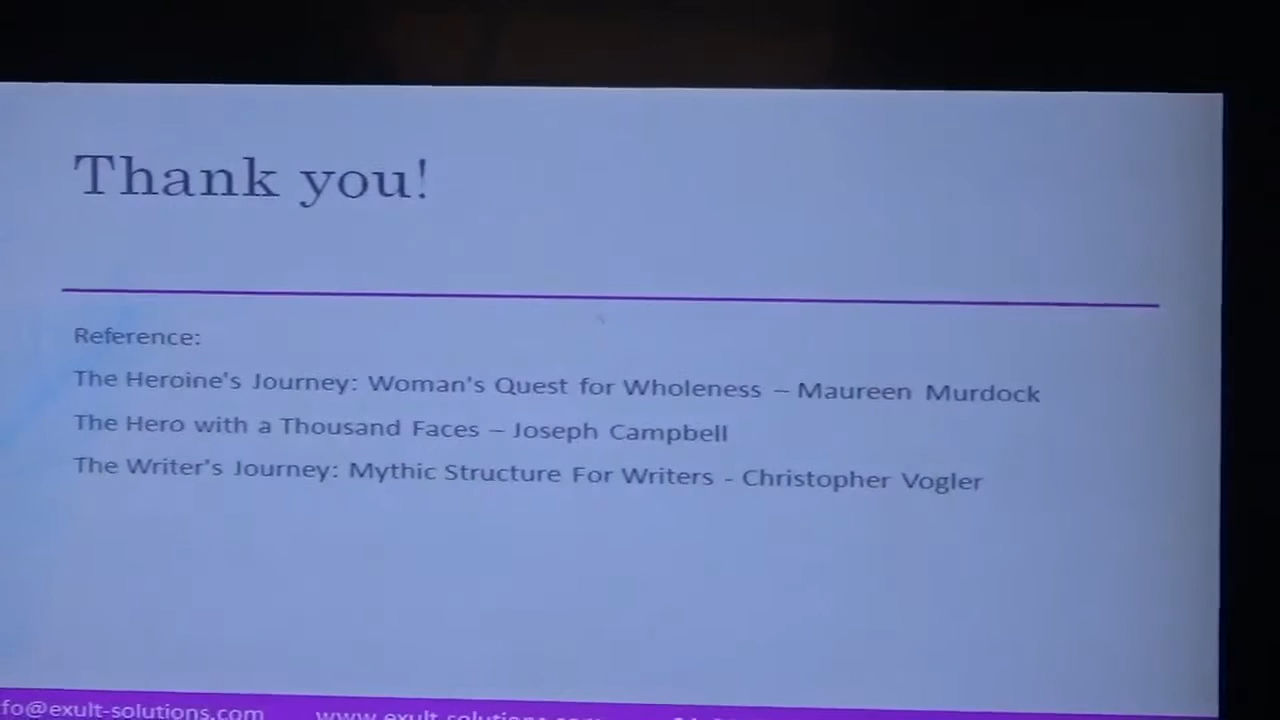 Thank you!
Reference:
The Heroine's Journey: Woman's Quest for Wholeness – Maureen Murdock
The Hero with a Thousand Faces – Joseph Campbell
The Writer's Journey: Mythic Structure For Writers - Christopher Vogler
fo@exult-solutions.com